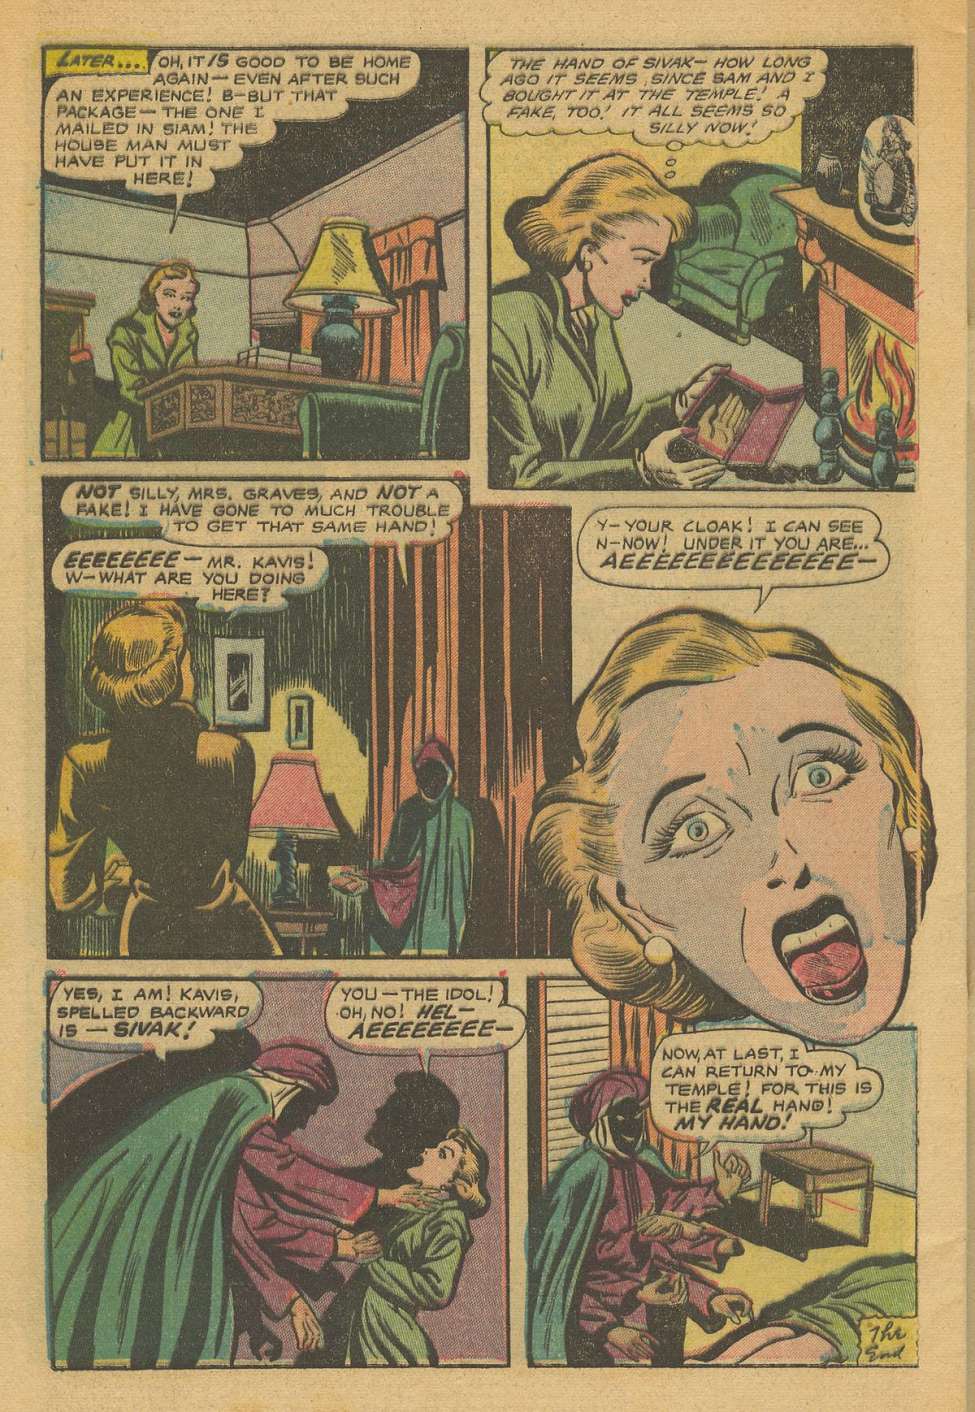 LATER....
OH, IT IS GOOD TO BE HOME
AGAIN—EVEN AFTER SUCH
AN EXPERIENCE! B-BUT THAT
PACKAGE—THE ONE I
MAILED IN SIAM! THE
HOUSE MAN MUST
HAVE PUT IT IN
HERE!
THE HAND OF SIVAK—HOW LONG
AGO IT SEEMS, SINCE SAM AND I
BOUGHT IT AT THE TEMPLE! A
FAKE, TOO! IT ALL SEEMS SO
SILLY NOW!
NOT SILLY, MRS. GRAVES, AND NOT A
FAKE! I HAVE GONE TO MUCH TROUBLE
TO GET THAT SAME HAND!
EEEEEEEE—MR. KAVIS!
W-WHAT ARE YOU DOING
HERE?
Y-YOUR CLOAK! I CAN SEE
N-NOW! UNDER IT YOU ARE...
AEEEEEEEEEEEEEEE—
YES, I AM! KAVIS,
SPELLED BACKWARD
IS—SIVAK!
YOU—THE IDOL!
OH, NO! HEL-
AEEEEEEEEE—
NOW, AT LAST, I
CAN RETURN TO MY
TEMPLE! FOR THIS IS
THE REAL HAND!
MY HAND!
The
End